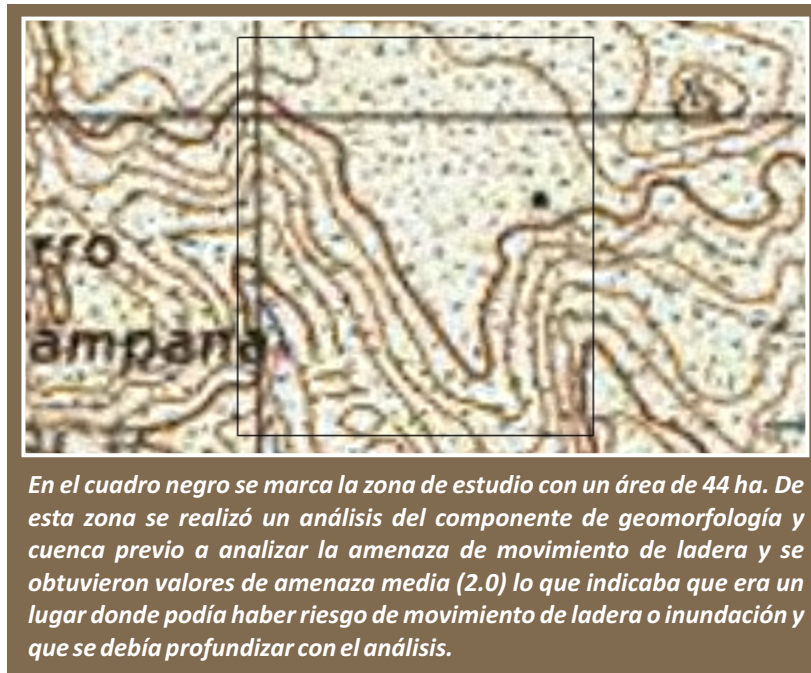 rro
ampana
En el cuadro negro se marca la zona de estudio con un área de 44 ha. De
esta zona se realizó un análisis del componente de geomorfología y
cuenca previo a analizar la amenaza de movimiento de ladera y se
obtuvieron valores de amenaza media (2.0) lo que indicaba que era un
lugar donde podía haber riesgo de movimiento de ladera o inundación y
que se debía profundizar con el análisis.